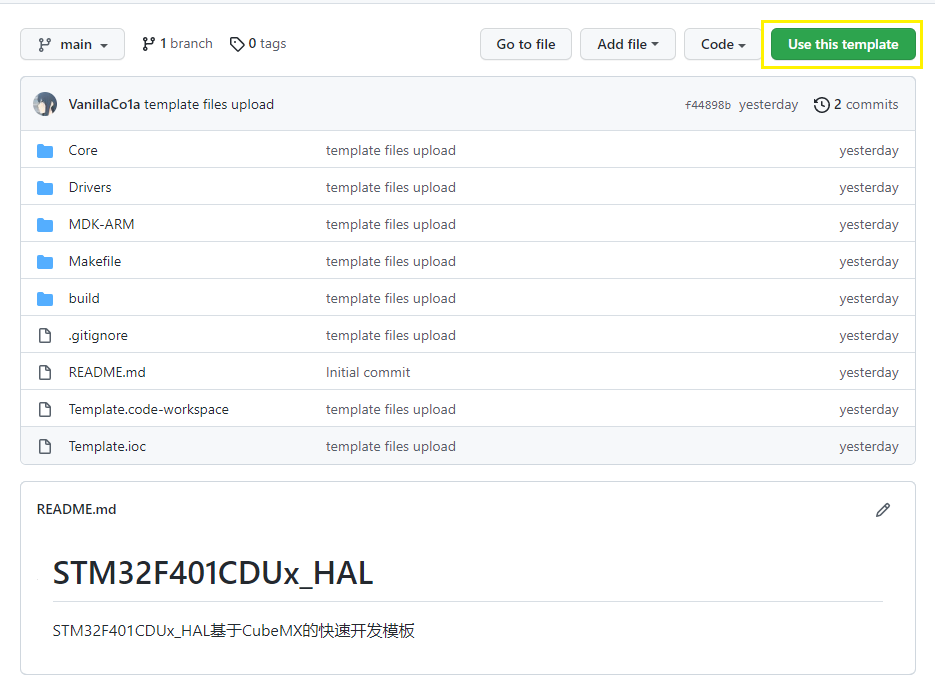 main 1 branch 0 tags Go to file Add file Code Use this template
VanillaCo1a template files upload f44898b yesterday 2 commits
Core template files upload yesterday
Drivers template files upload yesterday
MDK-ARM template files upload yesterday
Makefile template files upload yesterday
build template files upload yesterday
.gitignore template files upload yesterday
README.md Initial commit yesterday
Template.code-workspace template files upload yesterday
Template.ioc template files upload yesterday
README.md
STM32F401CDUx_HAL
STM32F401CDUx_HAL基于CubeMX的快速开发模板